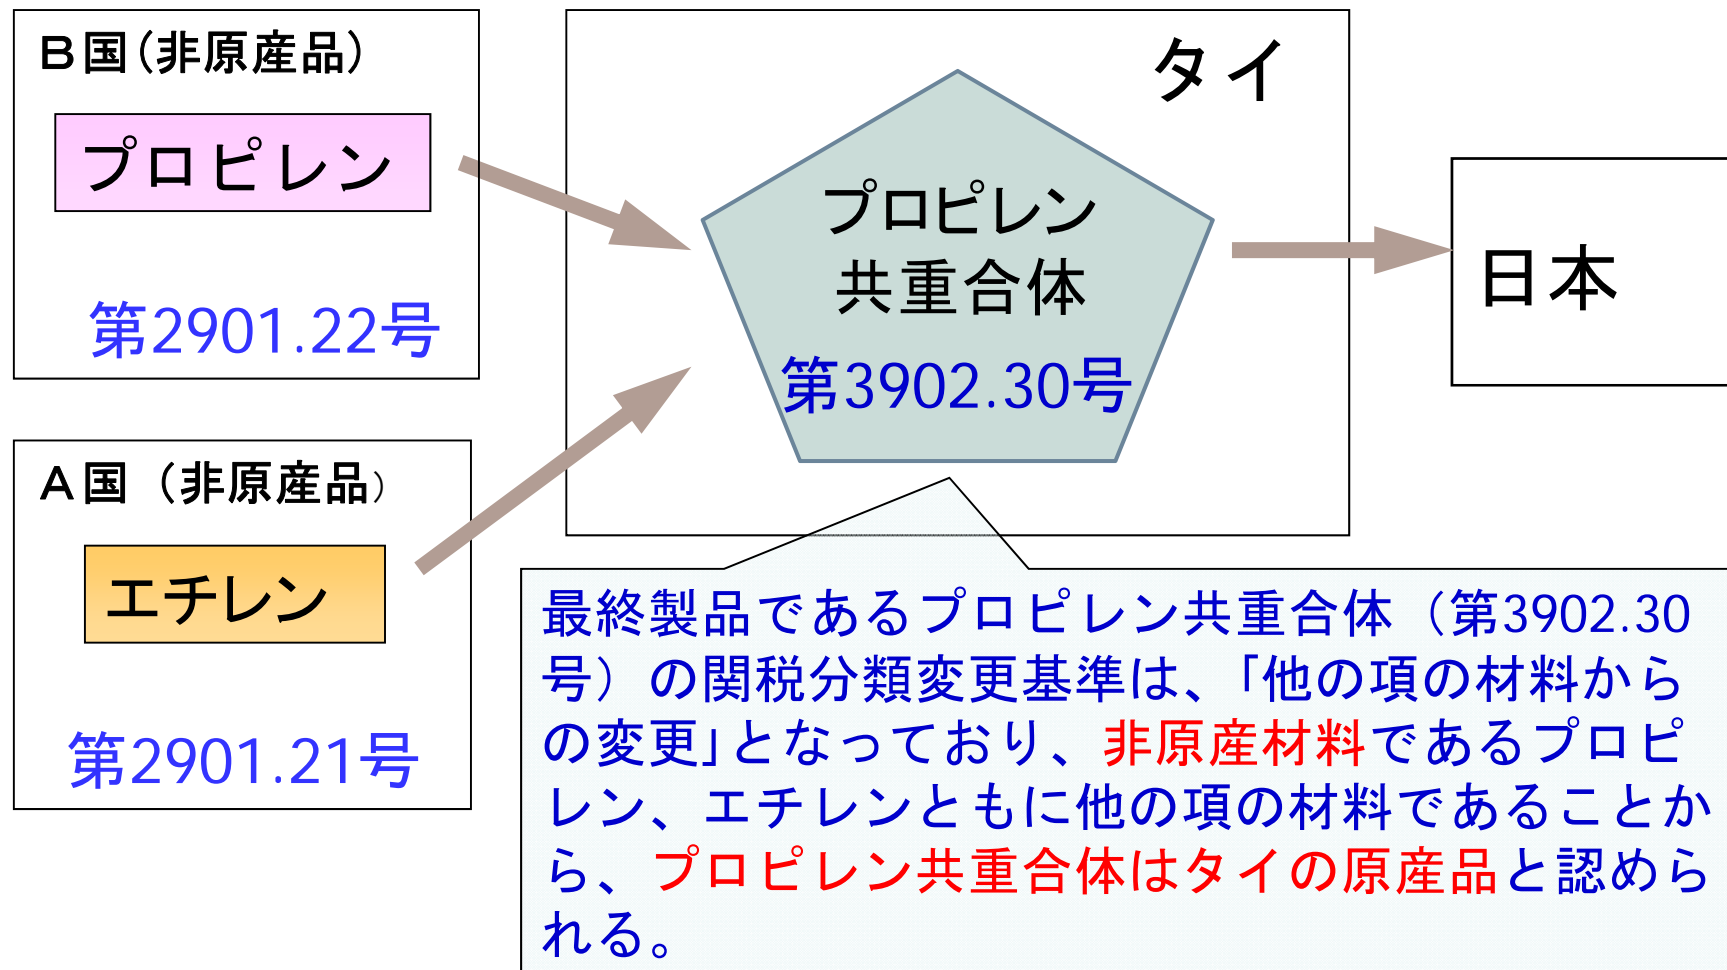 B国(非原産品)
プロピレン
第2901.22号
A国（非原産品）
エチレン
第2901.21号
タイ
プロピレン
共重合体
第3902.30号
日本
最終製品であるプロピレン共重合体（第3902.30
号）の関税分類変更基準は、「他の項の材料から
の変更」となっており、非原産材料であるプロピ
レン、エチレンともに他の項の材料であることか
ら、プロピレン共重合体はタイの原産品と認めら
れる。